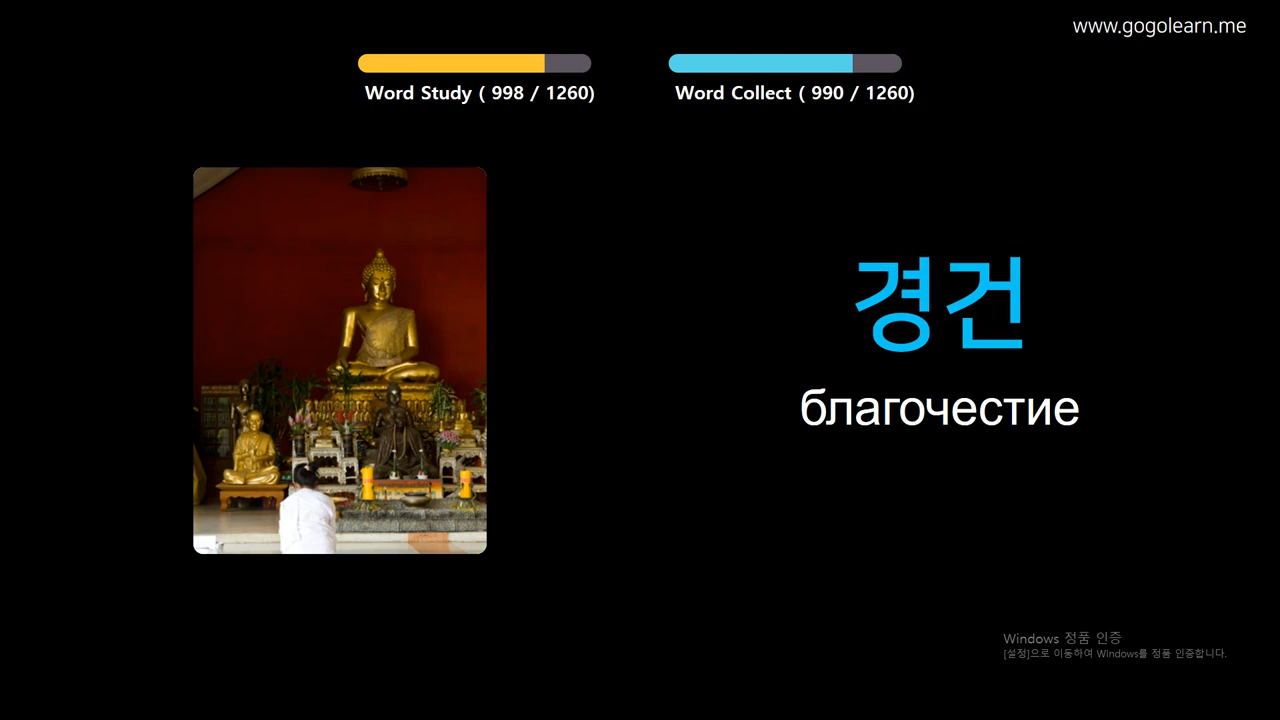 www.gogolearn.me
Word Study ( 998 / 1260)
Word Collect ( 990 / 1260)
경건
благочестие
Windows 정품 인증
[설정]으로 이동하여 Windows를 정품 인증합니다.